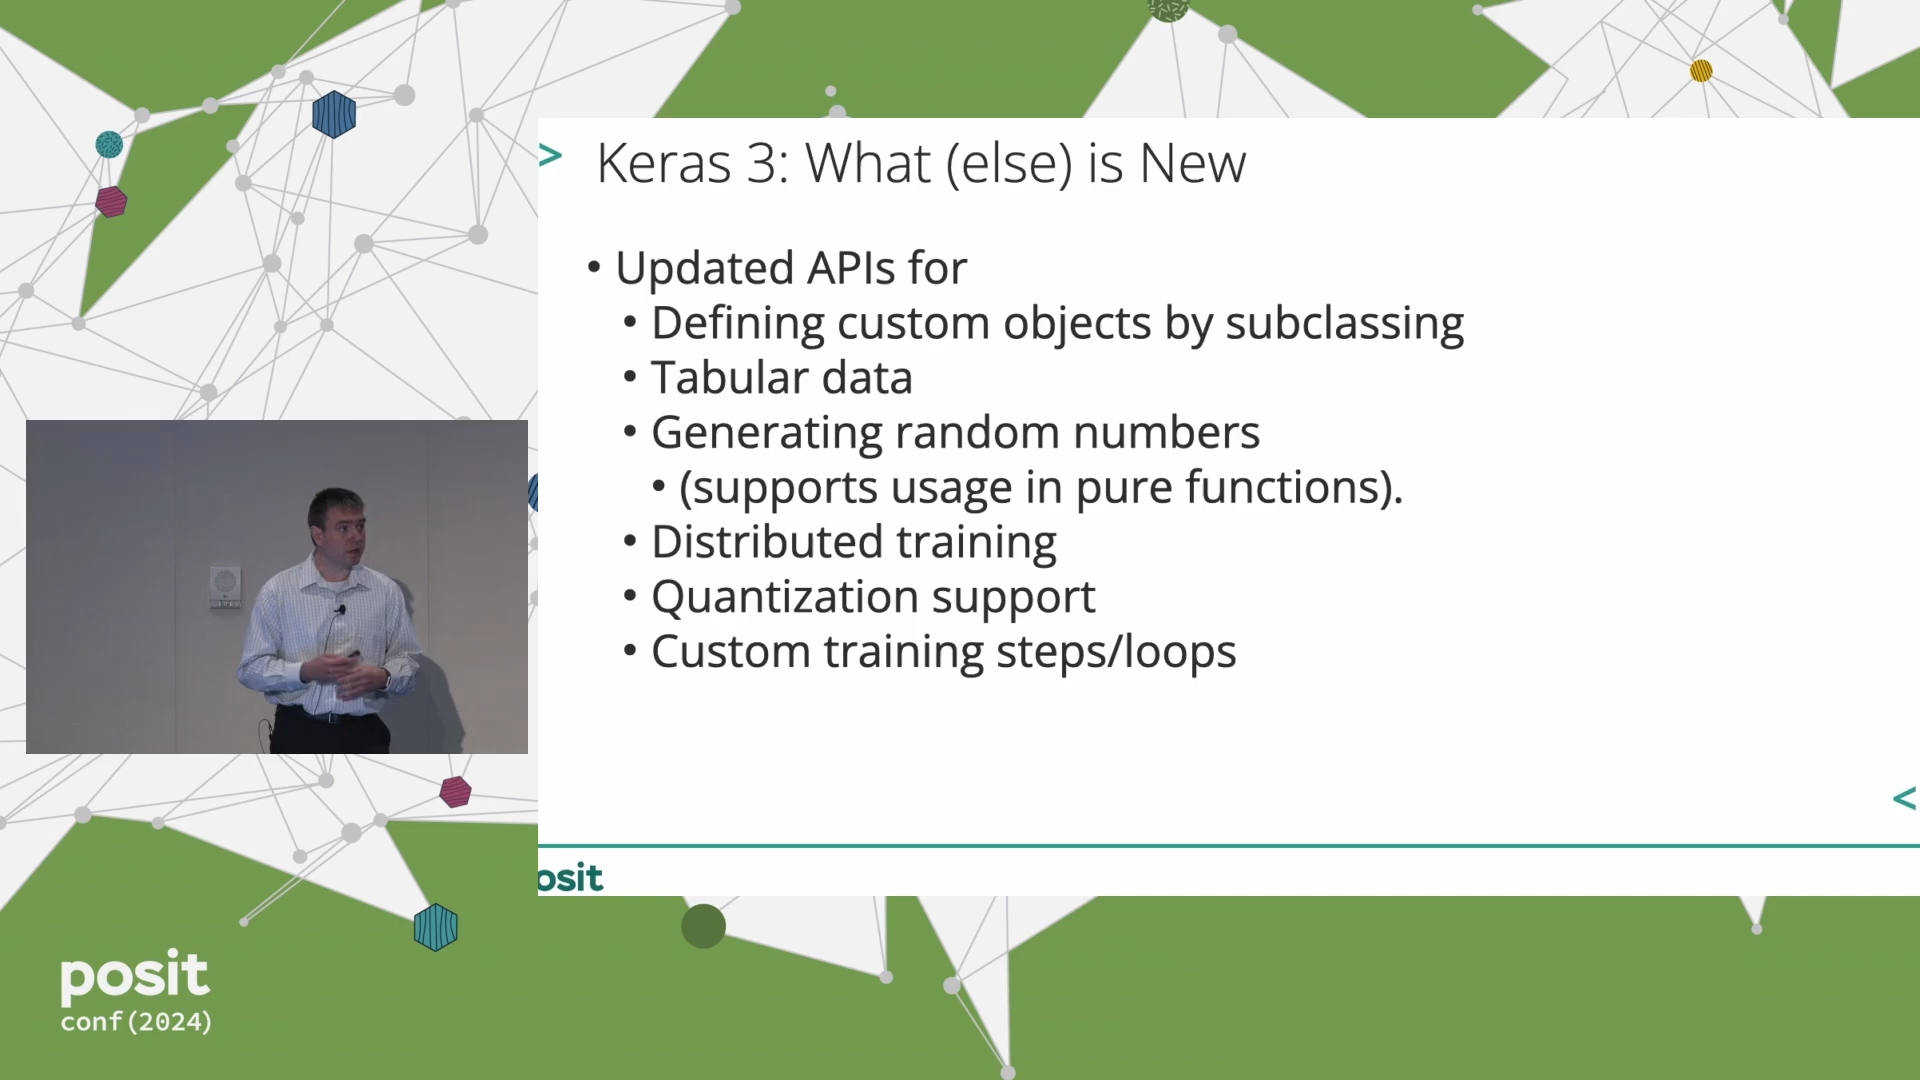 Keras 3: What (else) is New
• Updated APIs for
• Defining custom objects by subclassing
• Tabular data
• Generating random numbers
• (supports usage in pure functions).
• Distributed training
• Quantization support
• Custom training steps/loops
osit
posit
conf(2024)